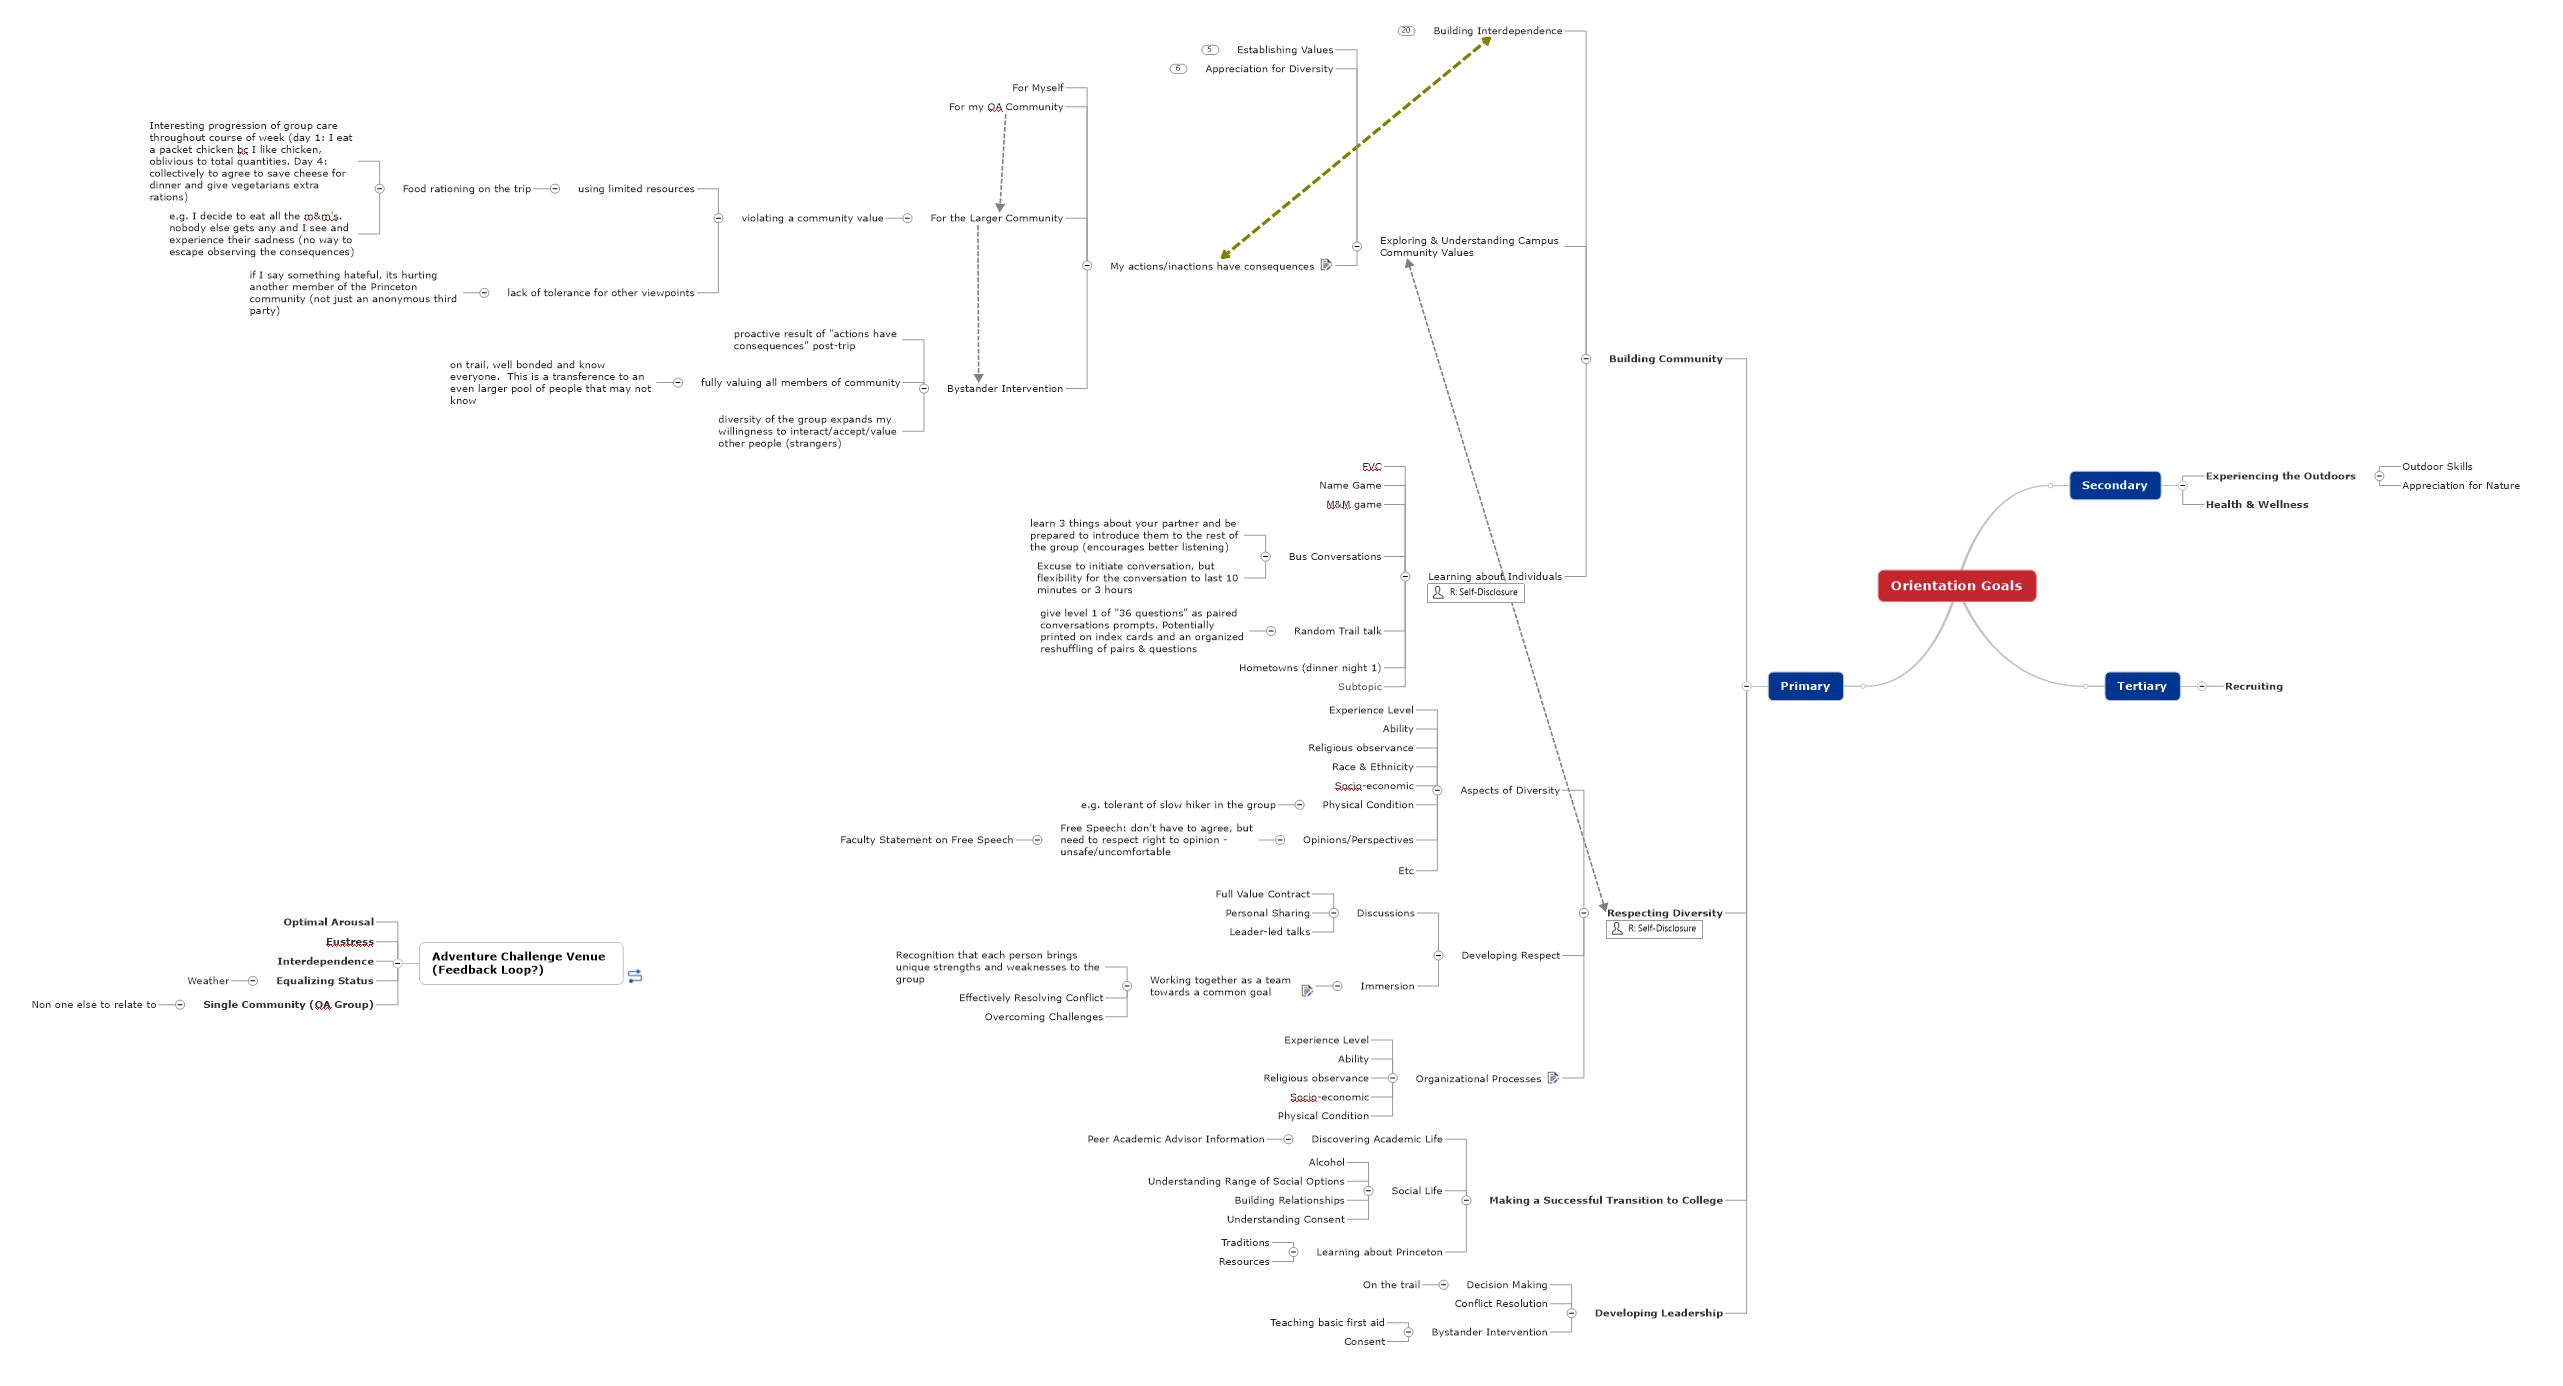 20
Building Interdependence
5
Establishing Values
6
Appreciation for Diversity
For Myself
For my OA Community
Interesting progression of group care
throughout course of week (day 1: I eat
a packet chicken bc I like chicken,
oblivious to total quantities. Day 4:
collectively to agree to save cheese for
dinner and give vegetarians extra
rations)
Food rationing on the trip
using limited resources
e.g. I decide to eat all the m&m's.
nobody else gets any and I see and
experience their sadness (no way to
escape observing the consequences)
violating a community value
For the Larger Community
if I say something hateful, its hurting
another member of the Princeton
community (not just an anonymous third
party)
lack of tolerance for other viewpoints
My actions/inactions have consequences
Exploring & Understanding Campus
Community Values
proactive result of "actions have
consequences" post-trip
on trail, well bonded and know
everyone.  This is a transference to an
even larger pool of people that may not
know
fully valuing all members of community
Bystander Intervention
diversity of the group expands my
willingness to interact/accept/value
other people (strangers)
Building Community
FVC
Name Game
M&M game
learn 3 things about your partner and be
prepared to introduce them to the rest of
the group (encourages better listening)
Bus Conversations
Excuse to initiate conversation, but
flexibility for the conversation to last 10
minutes or 3 hours
Learning about Individuals
R: Self-Disclosure
give level 1 of "36 questions" as paired
conversations prompts. Potentially
printed on index cards and an organized
reshuffling of pairs & questions
Random Trail talk
Hometowns (dinner night 1)
Subtopic
Secondary
Experiencing the Outdoors
Outdoor Skills
Appreciation for Nature
Health & Wellness
Orientation Goals
Primary
Tertiary
Recruiting
Experience Level
Ability
Religious observance
Race & Ethnicity
Socio-economic
Aspects of Diversity
e.g. tolerant of slow hiker in the group
Physical Condition
Faculty Statement on Free Speech
Free Speech: don't have to agree, but
need to respect right to opinion -
unsafe/uncomfortable
Opinions/Perspectives
Etc
Full Value Contract
Personal Sharing
Leader-led talks
Discussions
Respecting Diversity
R: Self-Disclosure
Developing Respect
Recognition that each person brings
unique strengths and weaknesses to the
group
Effectively Resolving Conflict
Overcoming Challenges
Working together as a team
towards a common goal
Immersion
Experience Level
Ability
Religious observance
Socio-economic
Physical Condition
Organizational Processes
Optimal Arousal
Eustress
Interdependence
Weather
Equalizing Status
Non one else to relate to
Single Community (OA Group)
Adventure Challenge Venue
(Feedback Loop?)
Peer Academic Advisor Information
Discovering Academic Life
Alcohol
Understanding Range of Social Options
Building Relationships
Understanding Consent
Social Life
Making a Successful Transition to College
Traditions
Resources
Learning about Princeton
On the trail
Decision Making
Conflict Resolution
Developing Leadership
Teaching basic first aid
Consent
Bystander Intervention